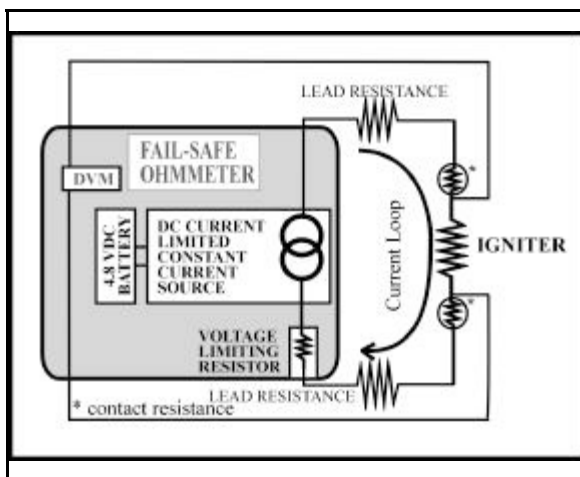 LEAD RESISTANCE
FAIL-SAFE
OHMMETER
*
DVM
4.8 VDC
BATTERY
DC CURRENT
LIMITED
CONSTANT
CURRENT
SOURCE
Current Loop
IGNITER
*
VOLTAGE
LIMITING
RESISTOR
LEAD RESISTANCE
* contact resistance